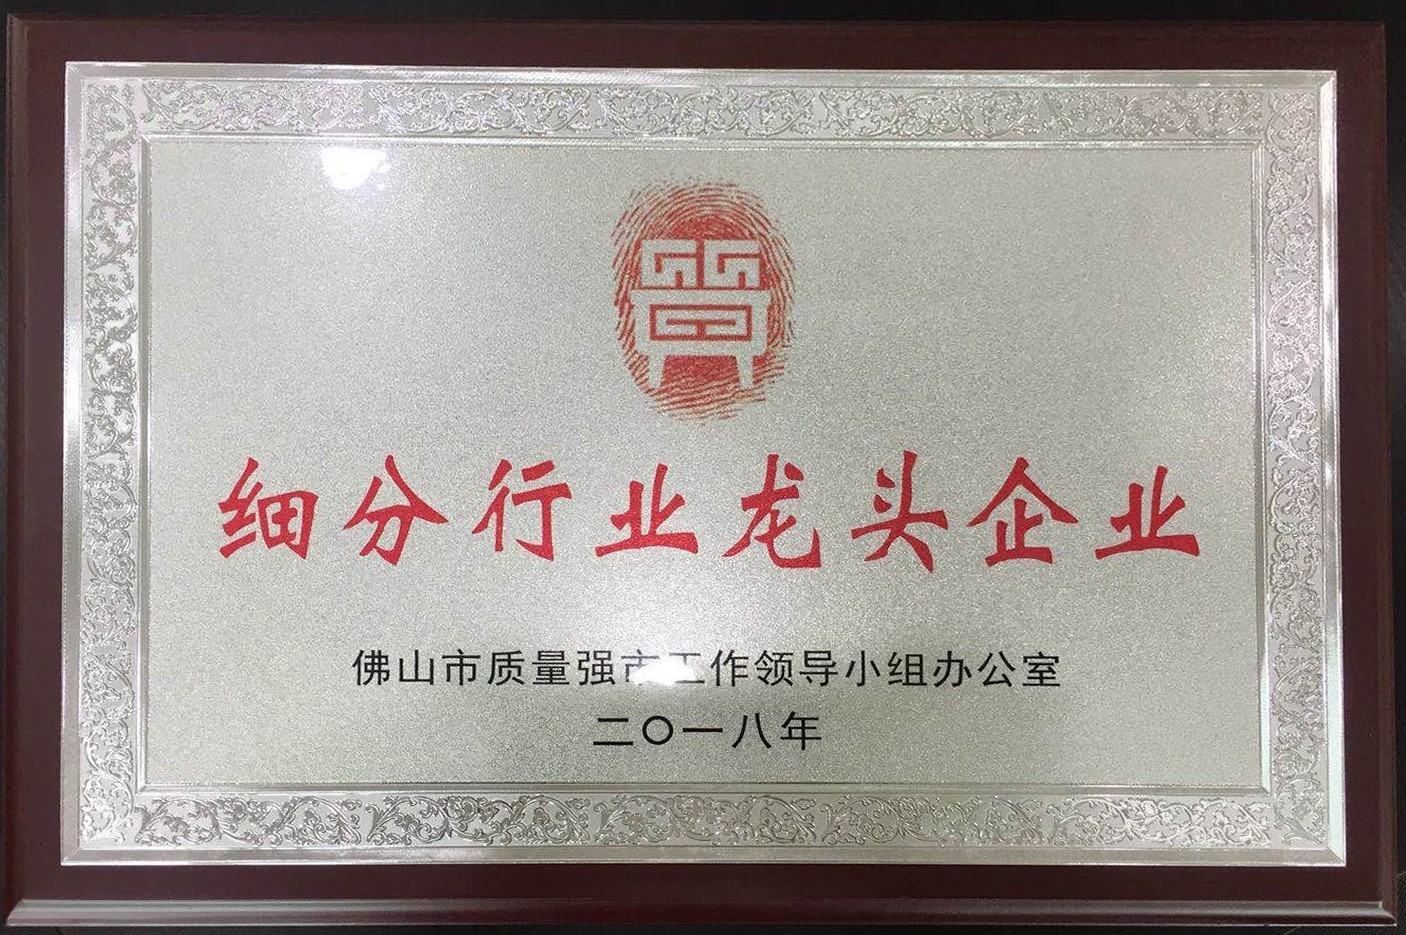 細分行业龙头企业
佛山市质量强市工作领导小组办公室
二〇一八年